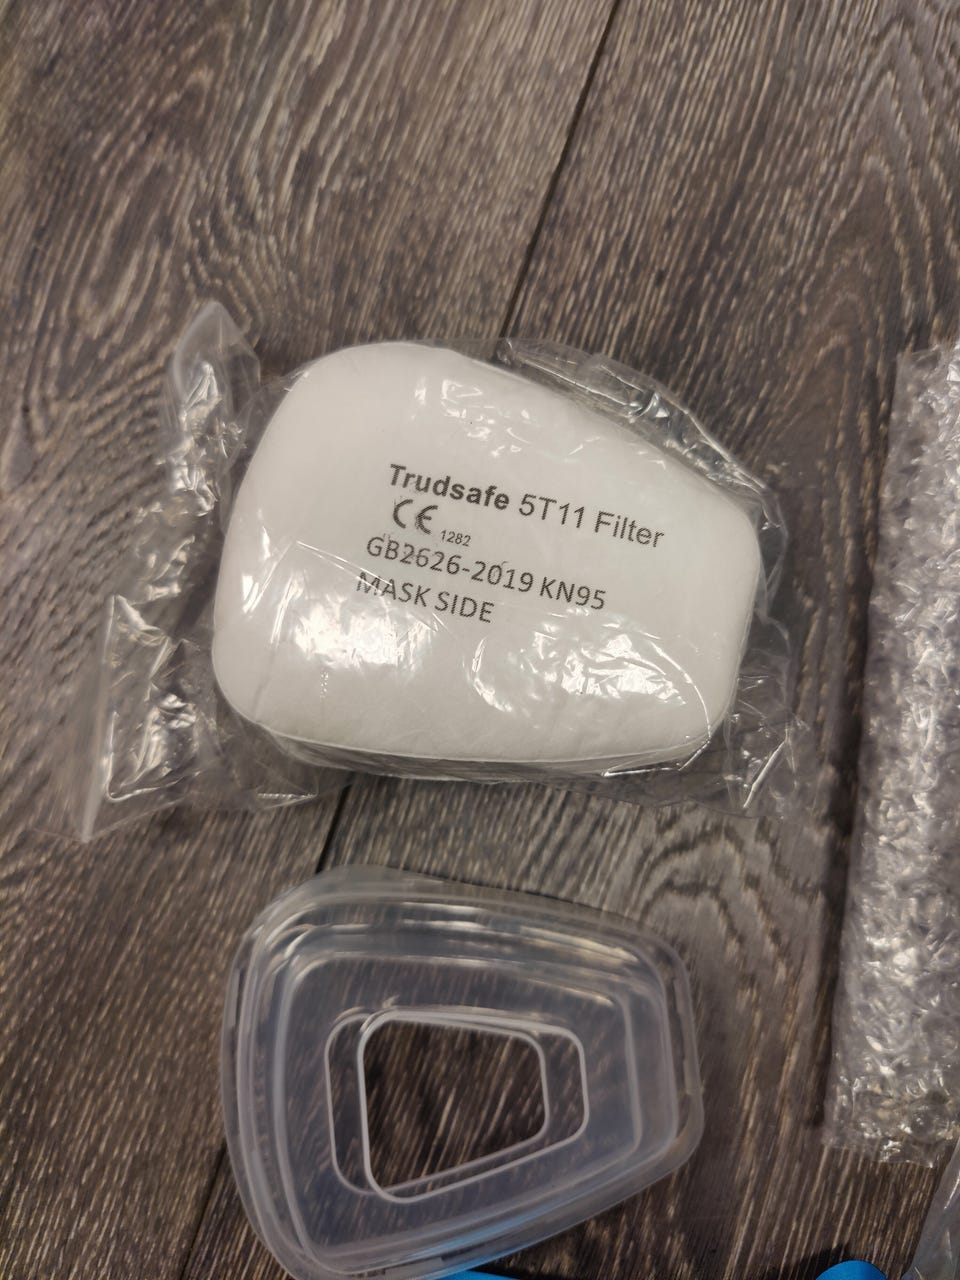 Trudsafe 5T11 Filter
CE 1282
GB2626-2019 KN95
MASK SIDE